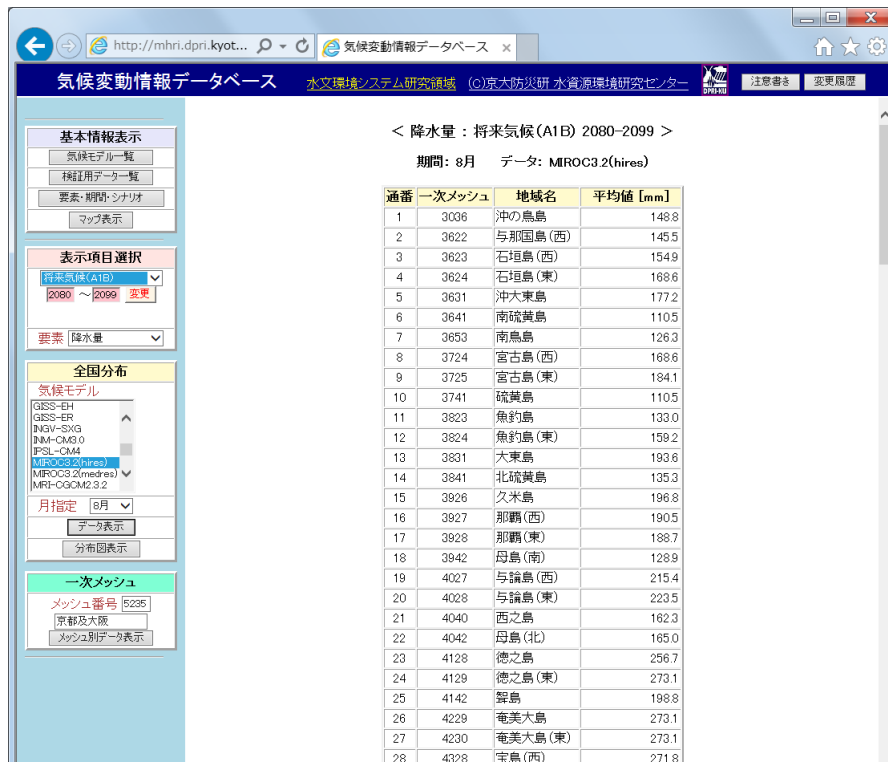 http://mhri.dpri.kyot...
気候変動情報データベース
気候変動情報データベース 水文環境システム研究領域 (C)京大防災研 水資源環境研究センター DPRI-KU 注意書き 変更履歴
基本情報表示
気候モデル一覧
検証用データ一覧
要素・期間・シナリオ
マップ表示
表示項目選択
将来気候(A1B)
2080 ～ 2099 変更
要素 降水量
全国分布
気候モデル
GISS-EH
GISS-ER
INGV-SXG
INM-CM3.0
IPSL-CM4
MIROC3.2(hires)
MIROC3.2(medres)
MRI-CGCM2.3.2
月指定 8月
データ表示
分布図表示
一次メッシュ
メッシュ番号 5235
京都及大阪
メッシュ別データ表示
＜ 降水量 : 将来気候(A1B) 2080-2099 ＞
期間: 8月 データ: MIROC3.2(hires)
通番 一次メッシュ 地域名 平均値 [mm]
1 3036 沖の鳥島 148.8
2 3622 与那国島(西) 145.5
3 3623 石垣島(西) 154.9
4 3624 石垣島(東) 168.6
5 3631 沖大東島 177.2
6 3641 南硫黄島 110.5
7 3653 南鳥島 126.3
8 3724 宮古島(西) 168.6
9 3725 宮古島(東) 184.1
10 3741 硫黄島 110.5
11 3823 魚釣島 133.0
12 3824 魚釣島(東) 159.2
13 3831 大東島 193.6
14 3841 北硫黄島 135.3
15 3926 久米島 196.8
16 3927 那覇(西) 190.5
17 3928 那覇(東) 188.7
18 3942 母島(南) 128.9
19 4027 与論島(西) 215.4
20 4028 与論島(東) 223.5
21 4040 西之島 162.3
22 4042 母島(北) 165.0
23 4128 徳之島 256.7
24 4129 徳之島(東) 273.1
25 4142 聟島 198.8
26 4229 奄美大島 273.1
27 4230 奄美大島(東) 273.1
28 4328 宝島(西) 271.8